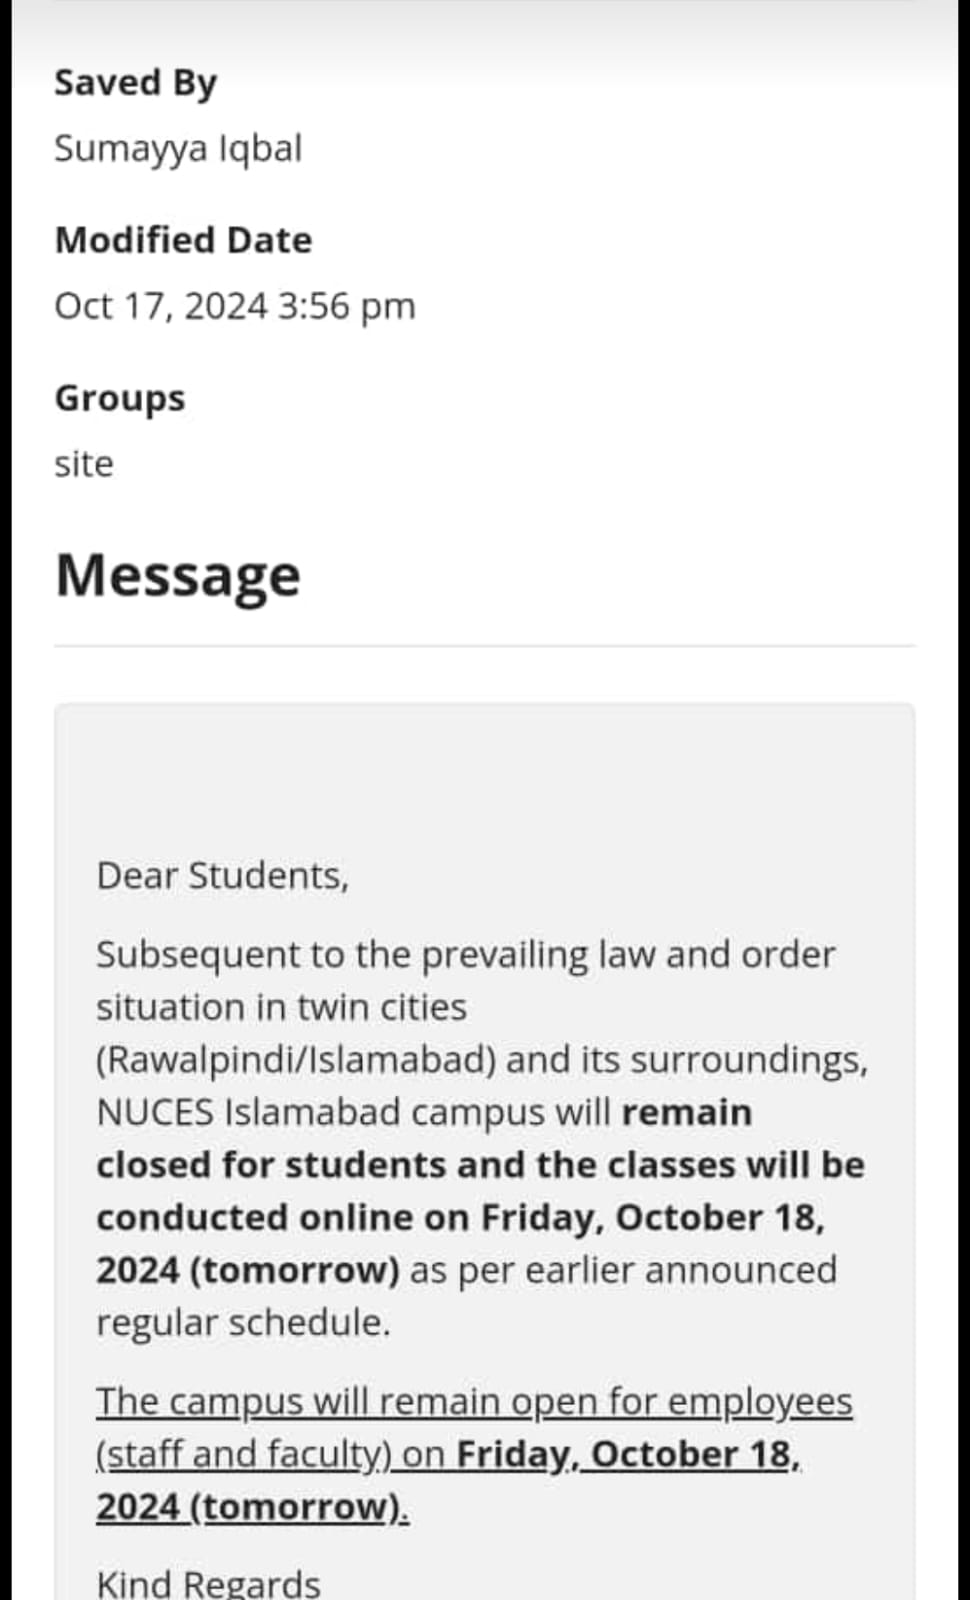 Saved By
Sumayya Iqbal
Modified Date
Oct 17, 2024 3:56 pm
Groups
site
Message
Dear Students,
Subsequent to the prevailing law and order
situation in twin cities
(Rawalpindi/Islamabad) and its surroundings,
NUCES Islamabad campus will remain
closed for students and the classes will be
conducted online on Friday, October 18,
2024 (tomorrow) as per earlier announced
regular schedule.
The campus will remain open for employees
(staff and faculty) on Friday, October 18,
2024 (tomorrow).
Kind Regards